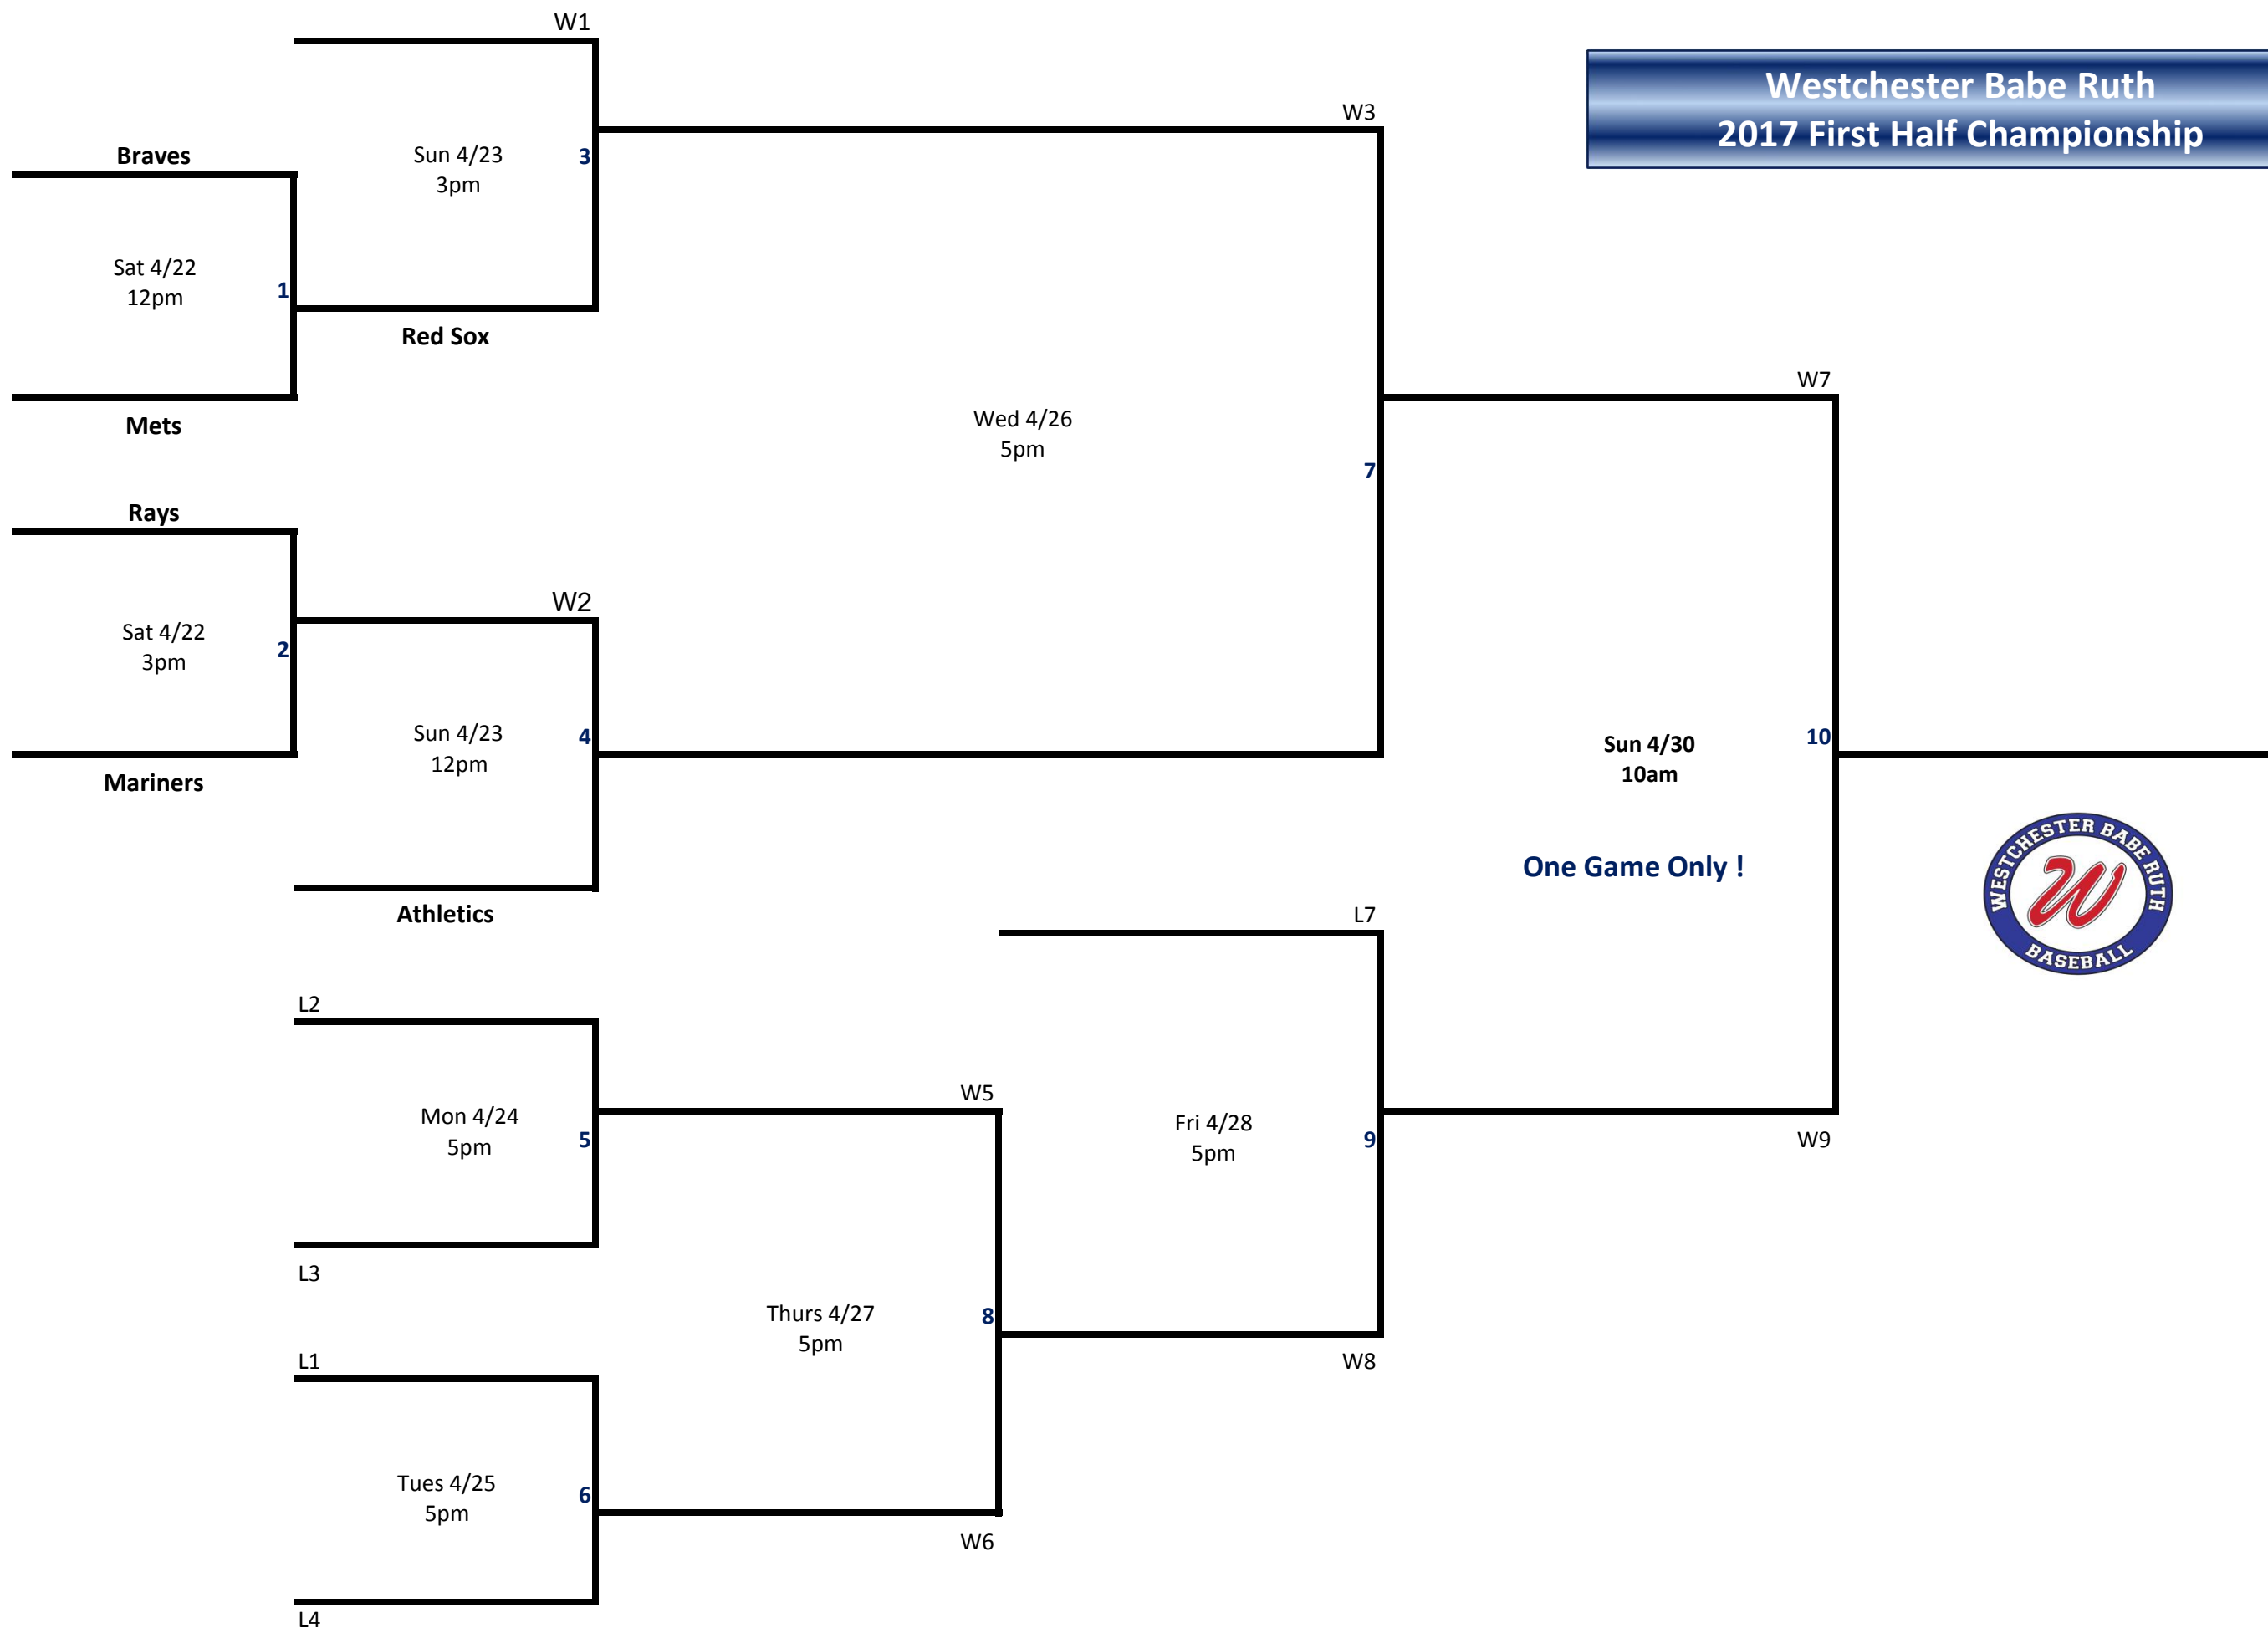 W1
Westchester Babe Ruth
2017 First Half Championship
W3
Braves
Sun 4/23
3pm
3
Sat 4/22
12pm
1
Red Sox
W7
Mets
Wed 4/26
5pm
7
Rays
W2
Sat 4/22
3pm
2
Sun 4/23
12pm
4
Sun 4/30
10am
10
Mariners
One Game Only !
WESTCHESTER BABE RUTH
W
BASEBALL
Athletics
L7
L2
W5
Mon 4/24
5pm
5
Fri 4/28
5pm
9
W9
L3
Thurs 4/27
5pm
8
L1
W8
Tues 4/25
5pm
6
W6
L4